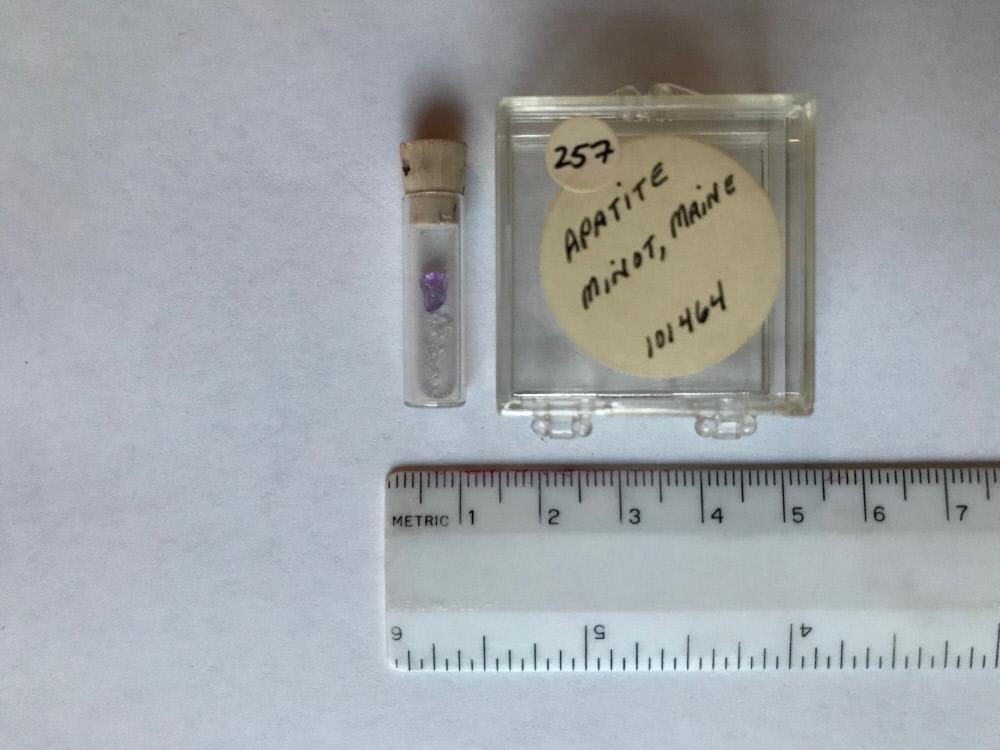 257
APATITE
MINOT, MAINE
101464
METRIC 1 2 3 4 5 6 7
6 5 4